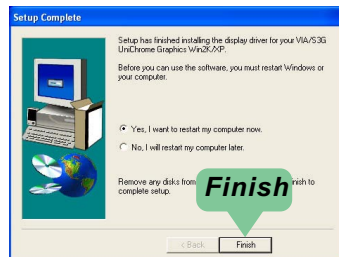 Setup Complete
Setup has finished installing the display driver for your VIA/S3G
UniChrome Graphics Win2K/XP.
Before you can use the software, you must restart Windows or
your computer.
Yes, I want to restart my computer now.
No, I will restart my computer later.
Remove any disks from
Finish
nish to
complete setup.
< Back
Finish